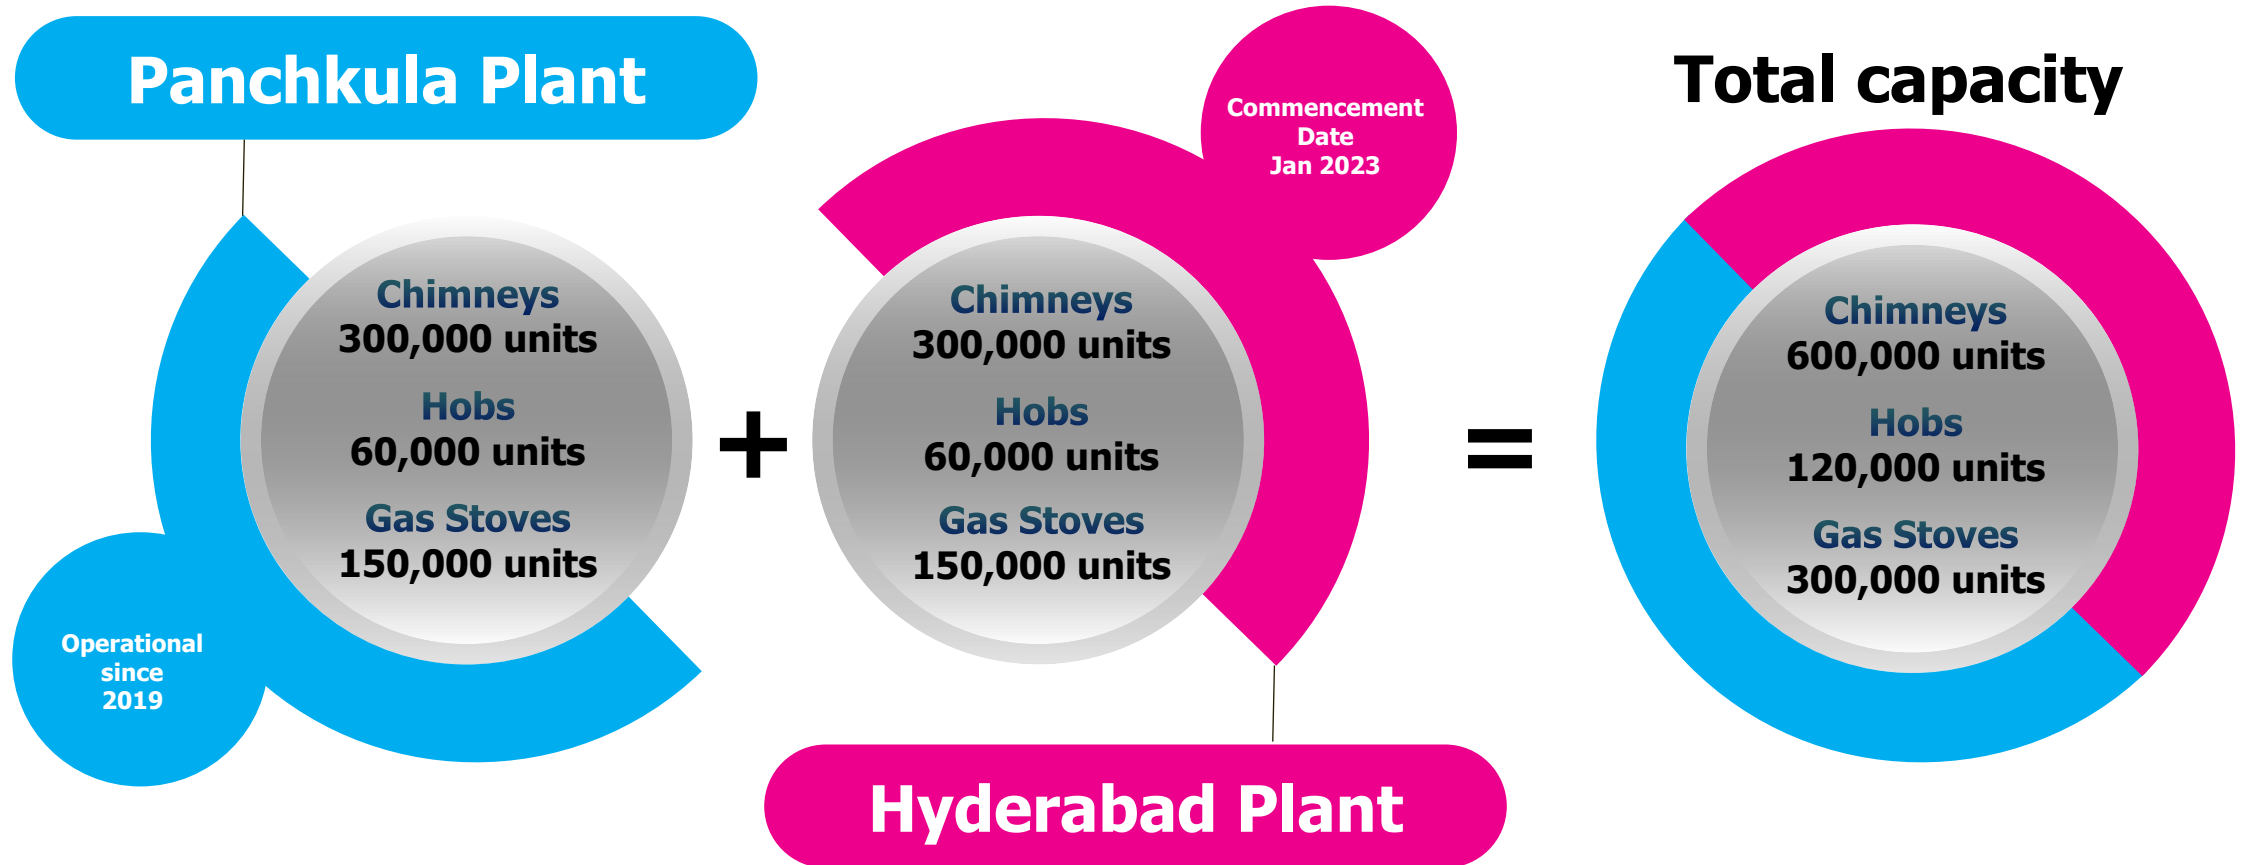 Panchkula Plant
Chimneys
300,000 units
Hobs
60,000 units
Gas Stoves
150,000 units
Operational
since
2019
+
Commencement
Date
Jan 2023
Chimneys
300,000 units
Hobs
60,000 units
Gas Stoves
150,000 units
Hyderabad Plant
=
Total capacity
Chimneys
600,000 units
Hobs
120,000 units
Gas Stoves
300,000 units